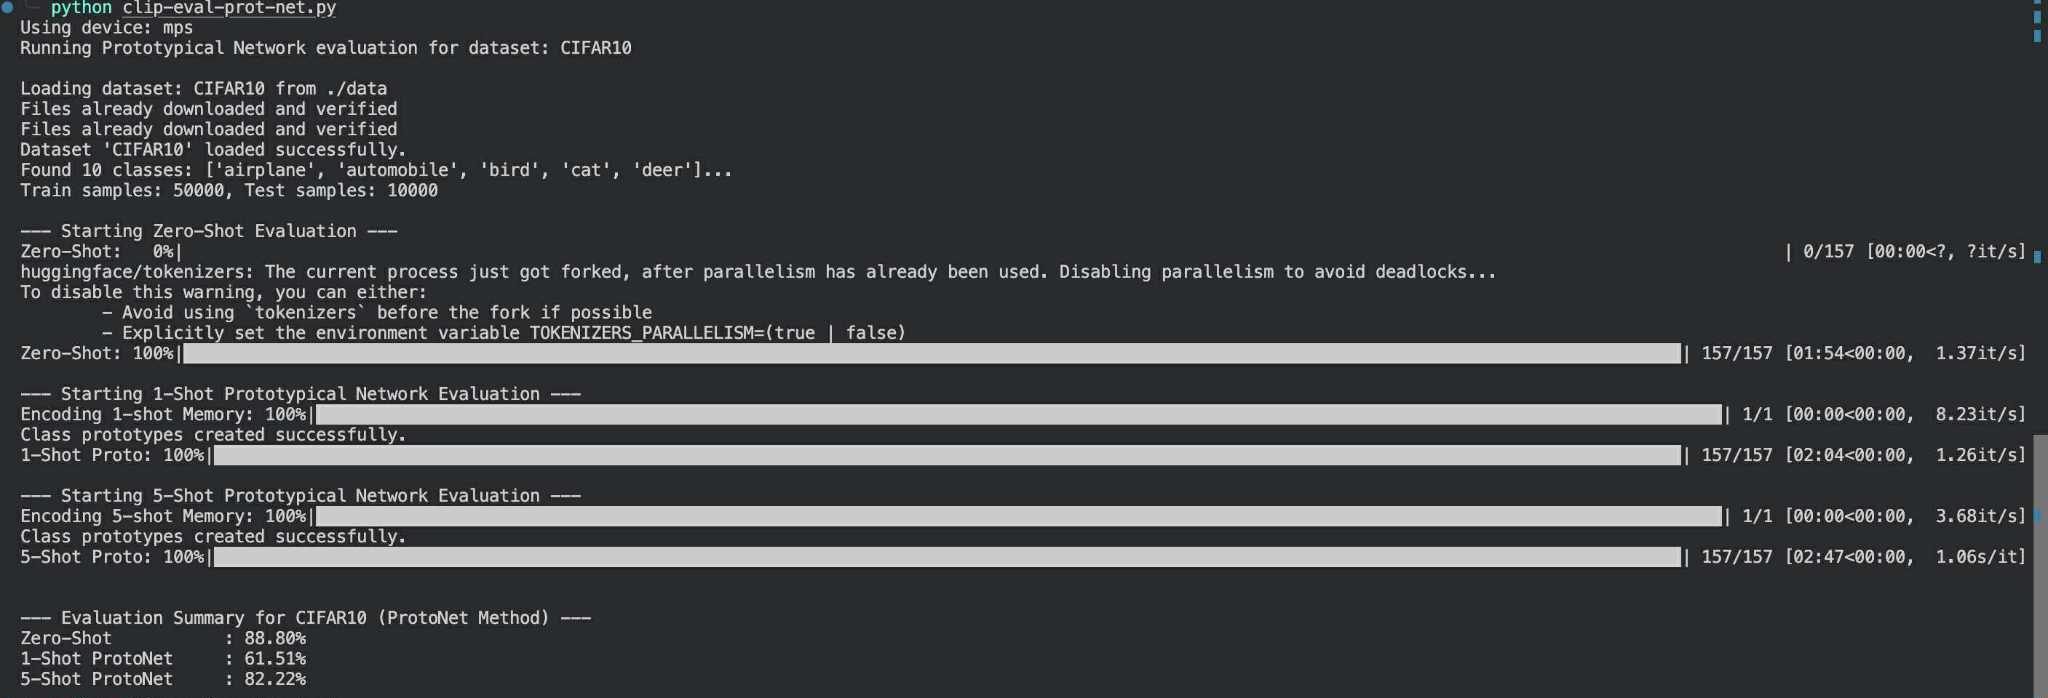 python clip-eval-prot-net.py
Using device: mps
Running Prototypical Network evaluation for dataset: CIFAR10
Loading dataset: CIFAR10 from ./data
Files already downloaded and verified
Files already downloaded and verified
Dataset 'CIFAR10' loaded successfully.
Found 10 classes: ['airplane', 'automobile', 'bird', 'cat', 'deer']...
Train samples: 50000, Test samples: 10000
--- Starting Zero-Shot Evaluation ---
Zero-Shot:   0%| | 0/157 [00:00<?, ?it/s]
huggingface/tokenizers: The current process just got forked, after parallelism has already been used. Disabling parallelism to avoid deadlocks...
To disable this warning, you can either:
- Avoid using `tokenizers` before the fork if possible
- Explicitly set the environment variable TOKENIZERS_PARALLELISM=(true | false)
Zero-Shot: 100%| | 157/157 [01:54<00:00,  1.37it/s]
--- Starting 1-Shot Prototypical Network Evaluation ---
Encoding 1-shot Memory: 100%| | 1/1 [00:00<00:00,  8.23it/s]
Class prototypes created successfully.
1-Shot Proto: 100%| | 157/157 [02:04<00:00,  1.26it/s]
--- Starting 5-Shot Prototypical Network Evaluation ---
Encoding 5-shot Memory: 100%| | 1/1 [00:00<00:00,  3.68it/s]
Class prototypes created successfully.
5-Shot Proto: 100%| | 157/157 [02:47<00:00,  1.06s/it]
--- Evaluation Summary for CIFAR10 (ProtoNet Method) ---
Zero-Shot : 88.80%
1-Shot ProtoNet : 61.51%
5-Shot ProtoNet : 82.22%